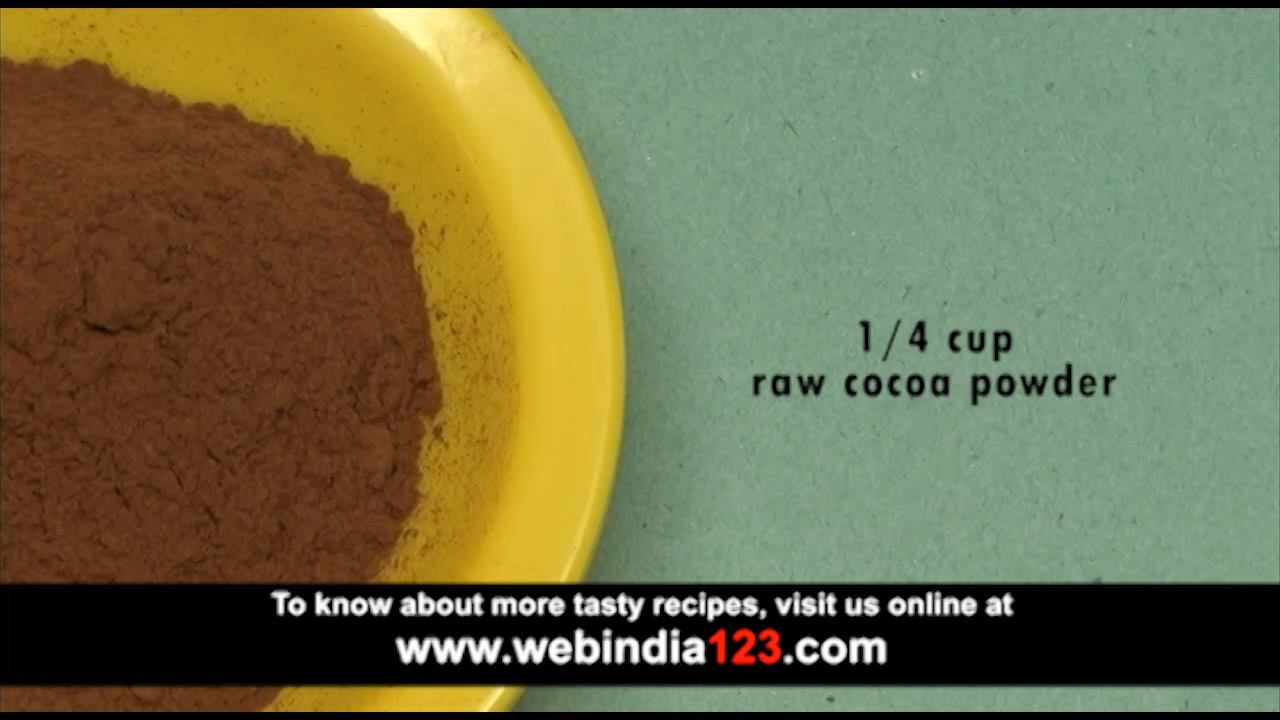 1/4 cup
raw cocoa powder
To know about more tasty recipes, visit us online at
www.webindia123.com